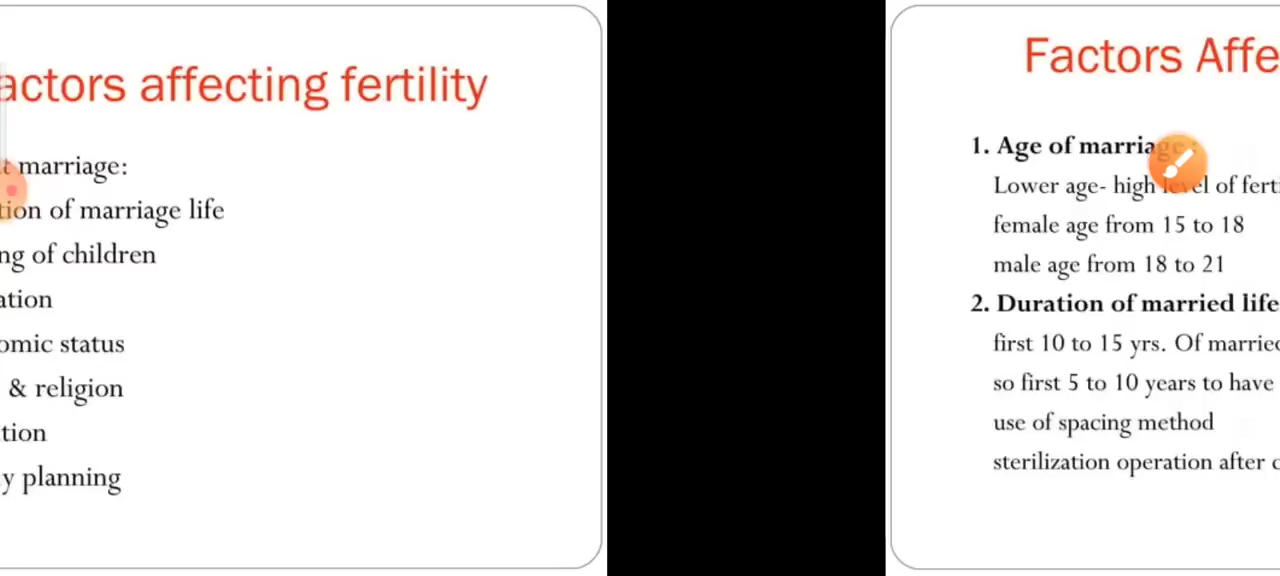 actors affecting fertility
t marriage:
tion of marriage life
ng of children
ation
omic status
& religion
tion
y planning
Factors Affe
1. Age of marriage :
Lower age- high level of ferti
female age from 15 to 18
male age from 18 to 21
2. Duration of married life
first 10 to 15 yrs. Of married
so first 5 to 10 years to have
use of spacing method
sterilization operation after c